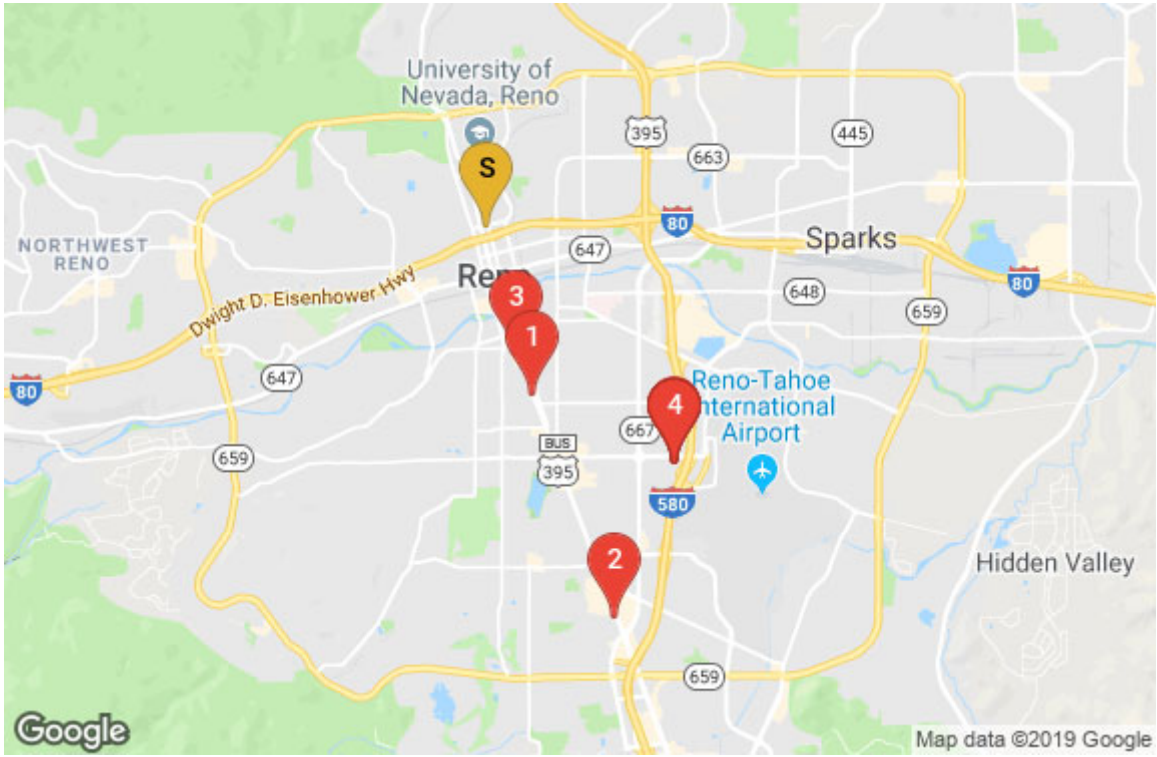 University of
Nevada, Reno
395
445
663
S
80
NORTHWEST
RENO
647
Sparks
Reno
80
Dwight D. Eisenhower Hwy
3
648
659
1
647
80
Reno-Tahoe
International
Airport
4
667
BUS
395
659
580
2
Hidden Valley
659
Google
Map data ©2019 Google